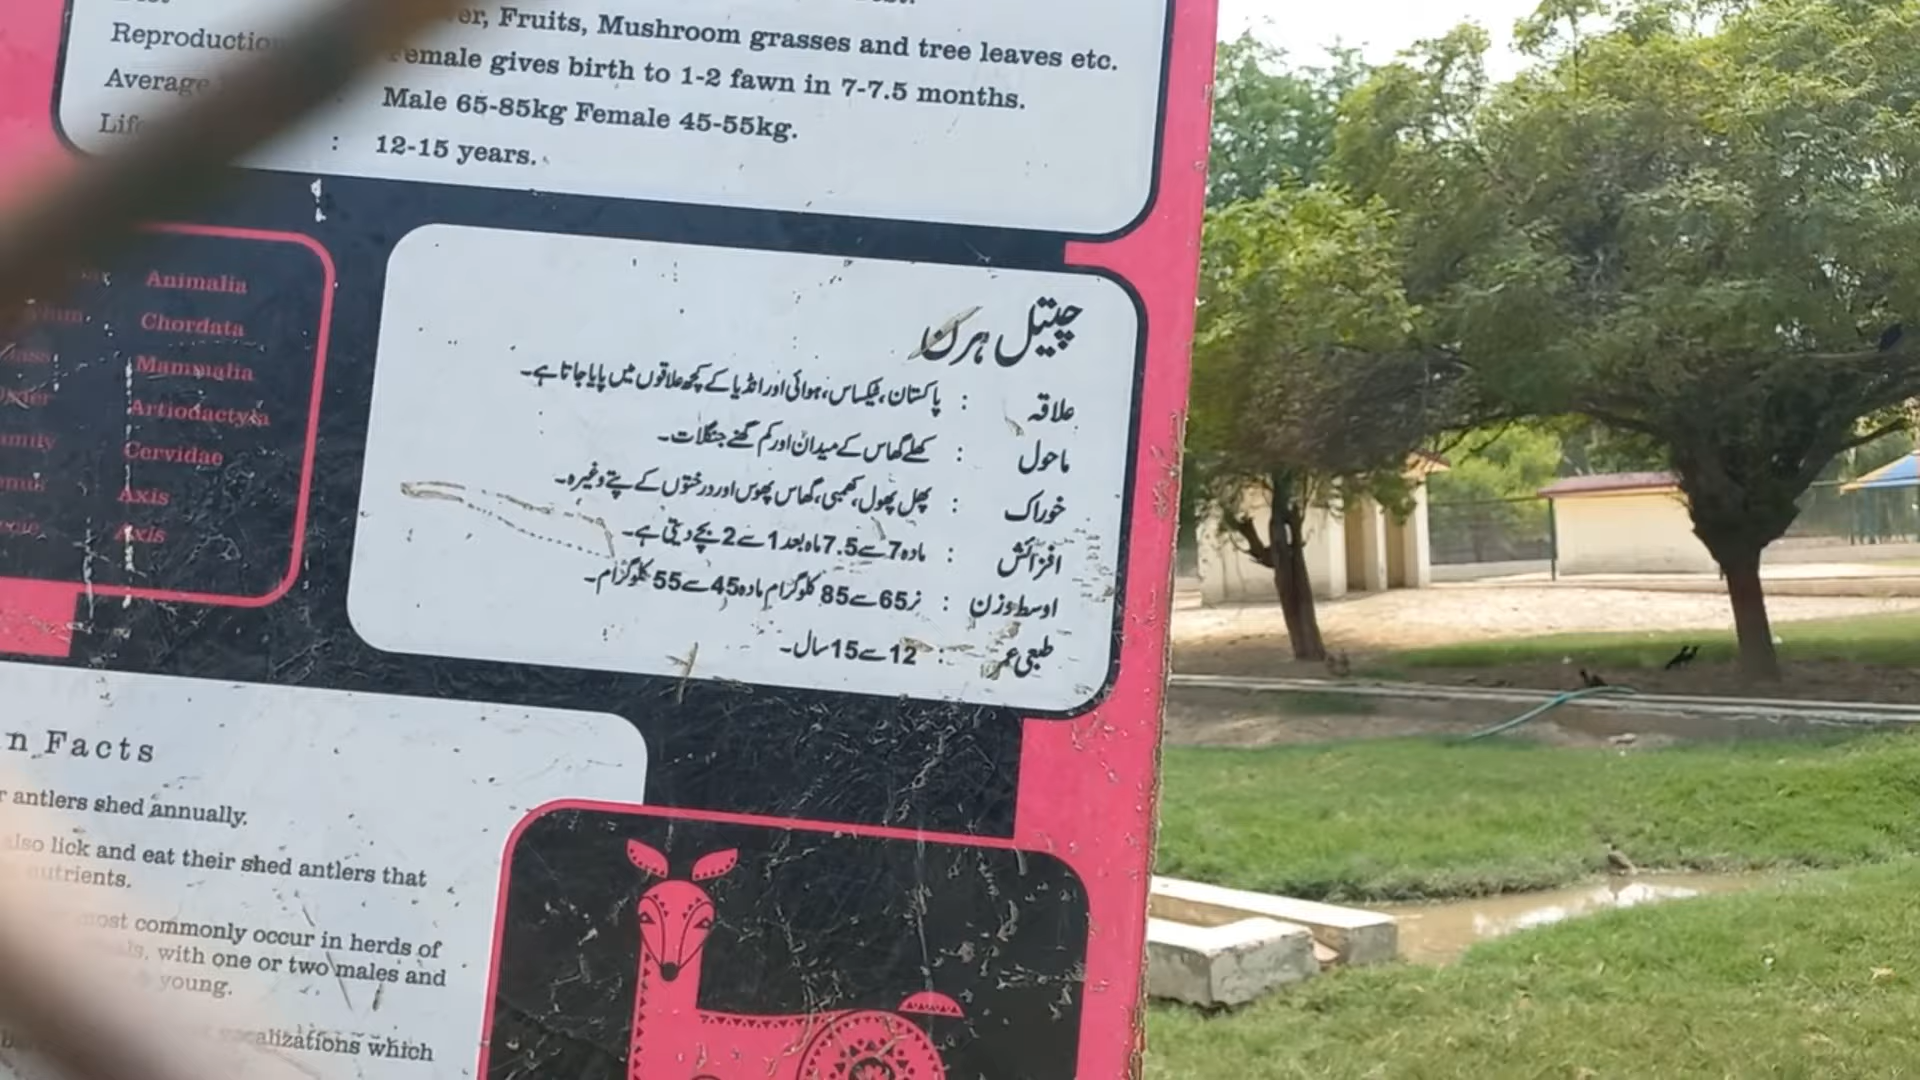 Fruits, Mushroom grasses and tree leaves etc.
Reproduction
Female gives birth to 1-2 fawn in 7-7.5 months.
Average
Male 65-85kg Female 45-55kg.
: 12-15 years.
Animalia
Chordata
Mammalia
Artiodactyla
Cervidae
Axis
Axis
چیتل ہرن
علاقہ : پاکستان، ٹیکساس، ہوائی اور انڈیا کے کچھ علاقوں میں پایا جاتا ہے۔
ماحول : کھلے گھاس کے میدان اور کم گھنے جنگلات۔
خوراک : پھل پھول، کھمبی، گھاس پھوس اور درختوں کے پتے وغیرہ۔
افزائش : مادہ 7 سے 7.5 ماہ بعد 1 سے 2 بچے دیتی ہے۔
اوسط وزن : نر 65 سے 85 کلوگرام مادہ 45 سے 55 کلوگرام۔
طبعی عمر : 12 سے 15 سال۔
Facts
antlers shed annually.
also lick and eat their shed antlers that
nutrients.
most commonly occur in herds of
with one or two males and
young.
vocalizations which